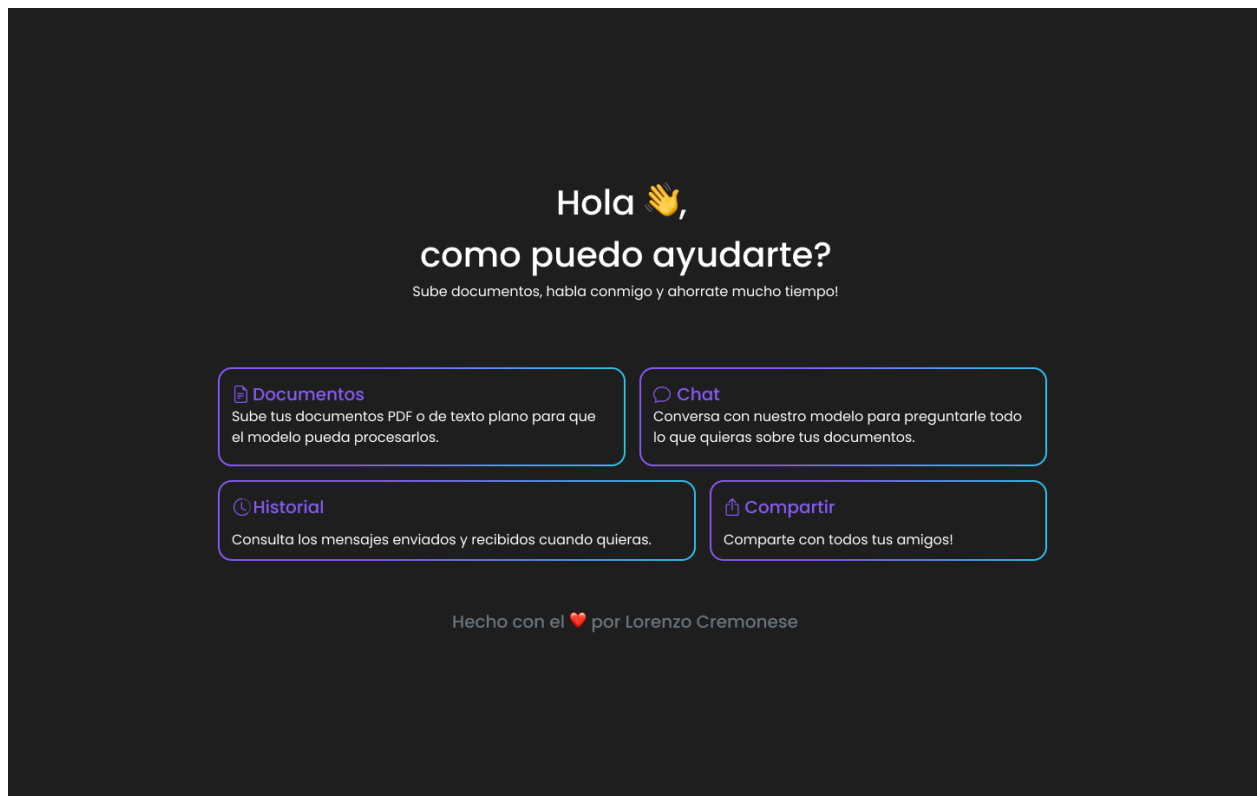 Hola 👋,
como puedo ayudarte?
Sube documentos, habla conmigo y ahorrate mucho tiempo!
Documentos
Sube tus documentos PDF o de texto plano para que
el modelo pueda procesarlos.
Chat
Conversa con nuestro modelo para preguntarle todo
lo que quieras sobre tus documentos.
Historial
Consulta los mensajes enviados y recibidos cuando quieras.
Compartir
Comparte con todos tus amigos!
Hecho con el ❤️ por Lorenzo Cremonese